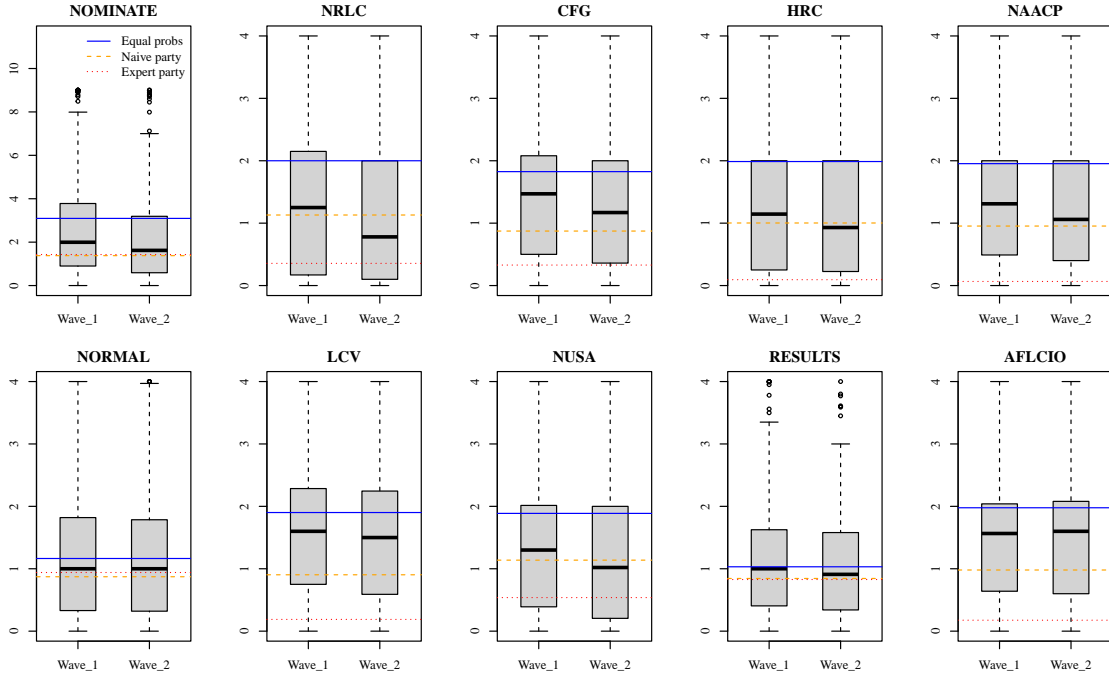 NOMINATE
Equal probs
Naive party
Expert party
0 2 4 6 8 10
Wave_1 Wave_2
NRLC
0 1 2 3 4
Wave_1 Wave_2
CFG
0 1 2 3 4
Wave_1 Wave_2
HRC
0 1 2 3 4
Wave_1 Wave_2
NAACP
0 1 2 3 4
Wave_1 Wave_2
NORMAL
0 1 2 3 4
Wave_1 Wave_2
LCV
0 1 2 3 4
Wave_1 Wave_2
NUSA
0 1 2 3 4
Wave_1 Wave_2
RESULTS
0 1 2 3 4
Wave_1 Wave_2
AFLCIO
0 1 2 3 4
Wave_1 Wave_2